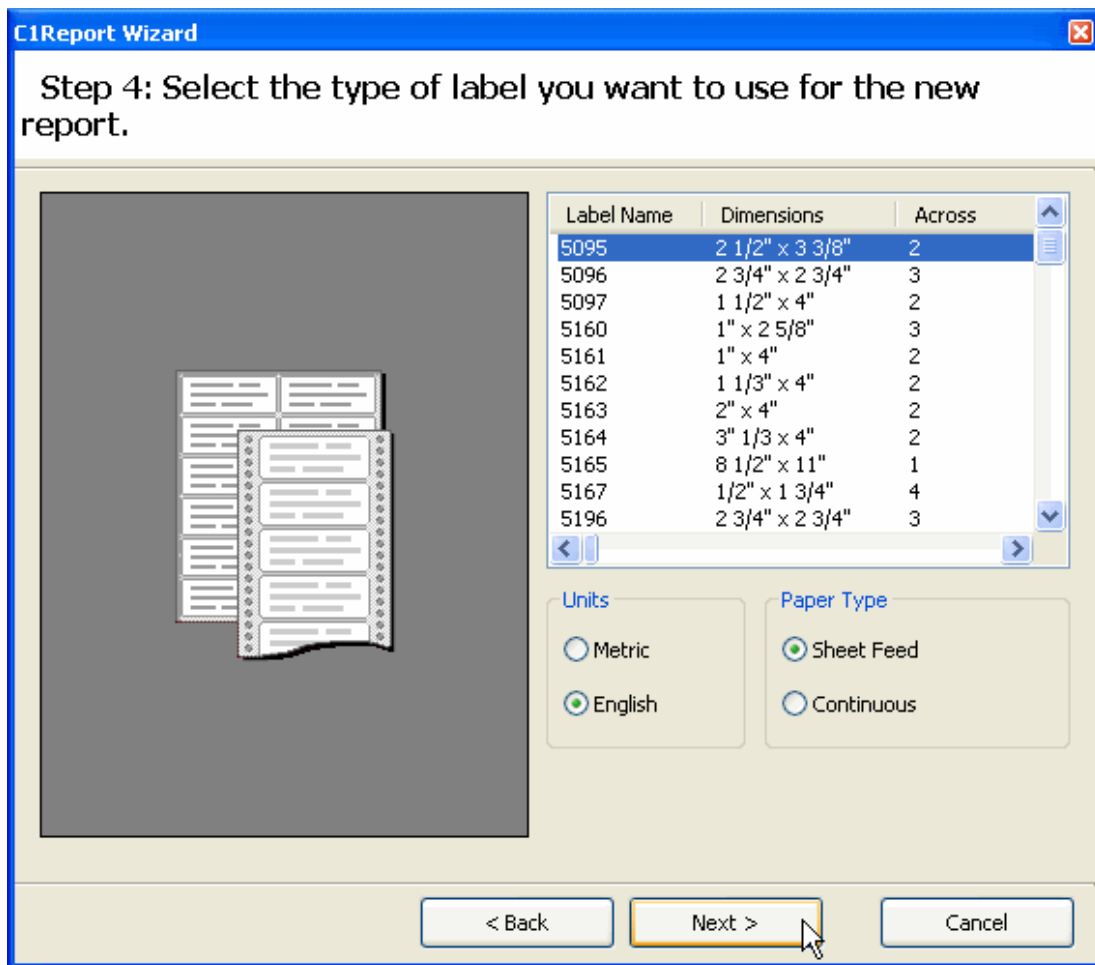 C1Report Wizard
Step 4: Select the type of label you want to use for the new
report.
Label Name Dimensions Across
5095 2 1/2" x 3 3/8" 2
5096 2 3/4" x 2 3/4" 3
5097 1 1/2" x 4" 2
5160 1" x 2 5/8" 3
5161 1" x 4" 2
5162 1 1/3" x 4" 2
5163 2" x 4" 2
5164 3" 1/3 x 4" 2
5165 8 1/2" x 11" 1
5167 1/2" x 1 3/4" 4
5196 2 3/4" x 2 3/4" 3
Units Paper Type
Metric Sheet Feed
English Continuous
< Back Next > Cancel